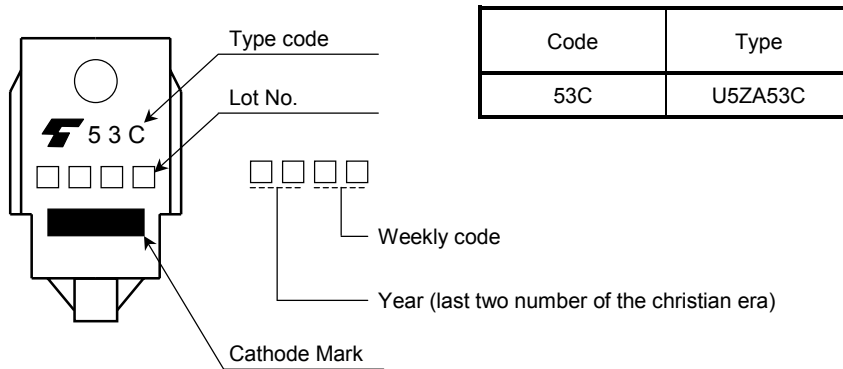 Type code
Code Type
Lot No.
53C U5ZA53C
5 3 C
Weekly code
Year (last two number of the christian era)
Cathode Mark